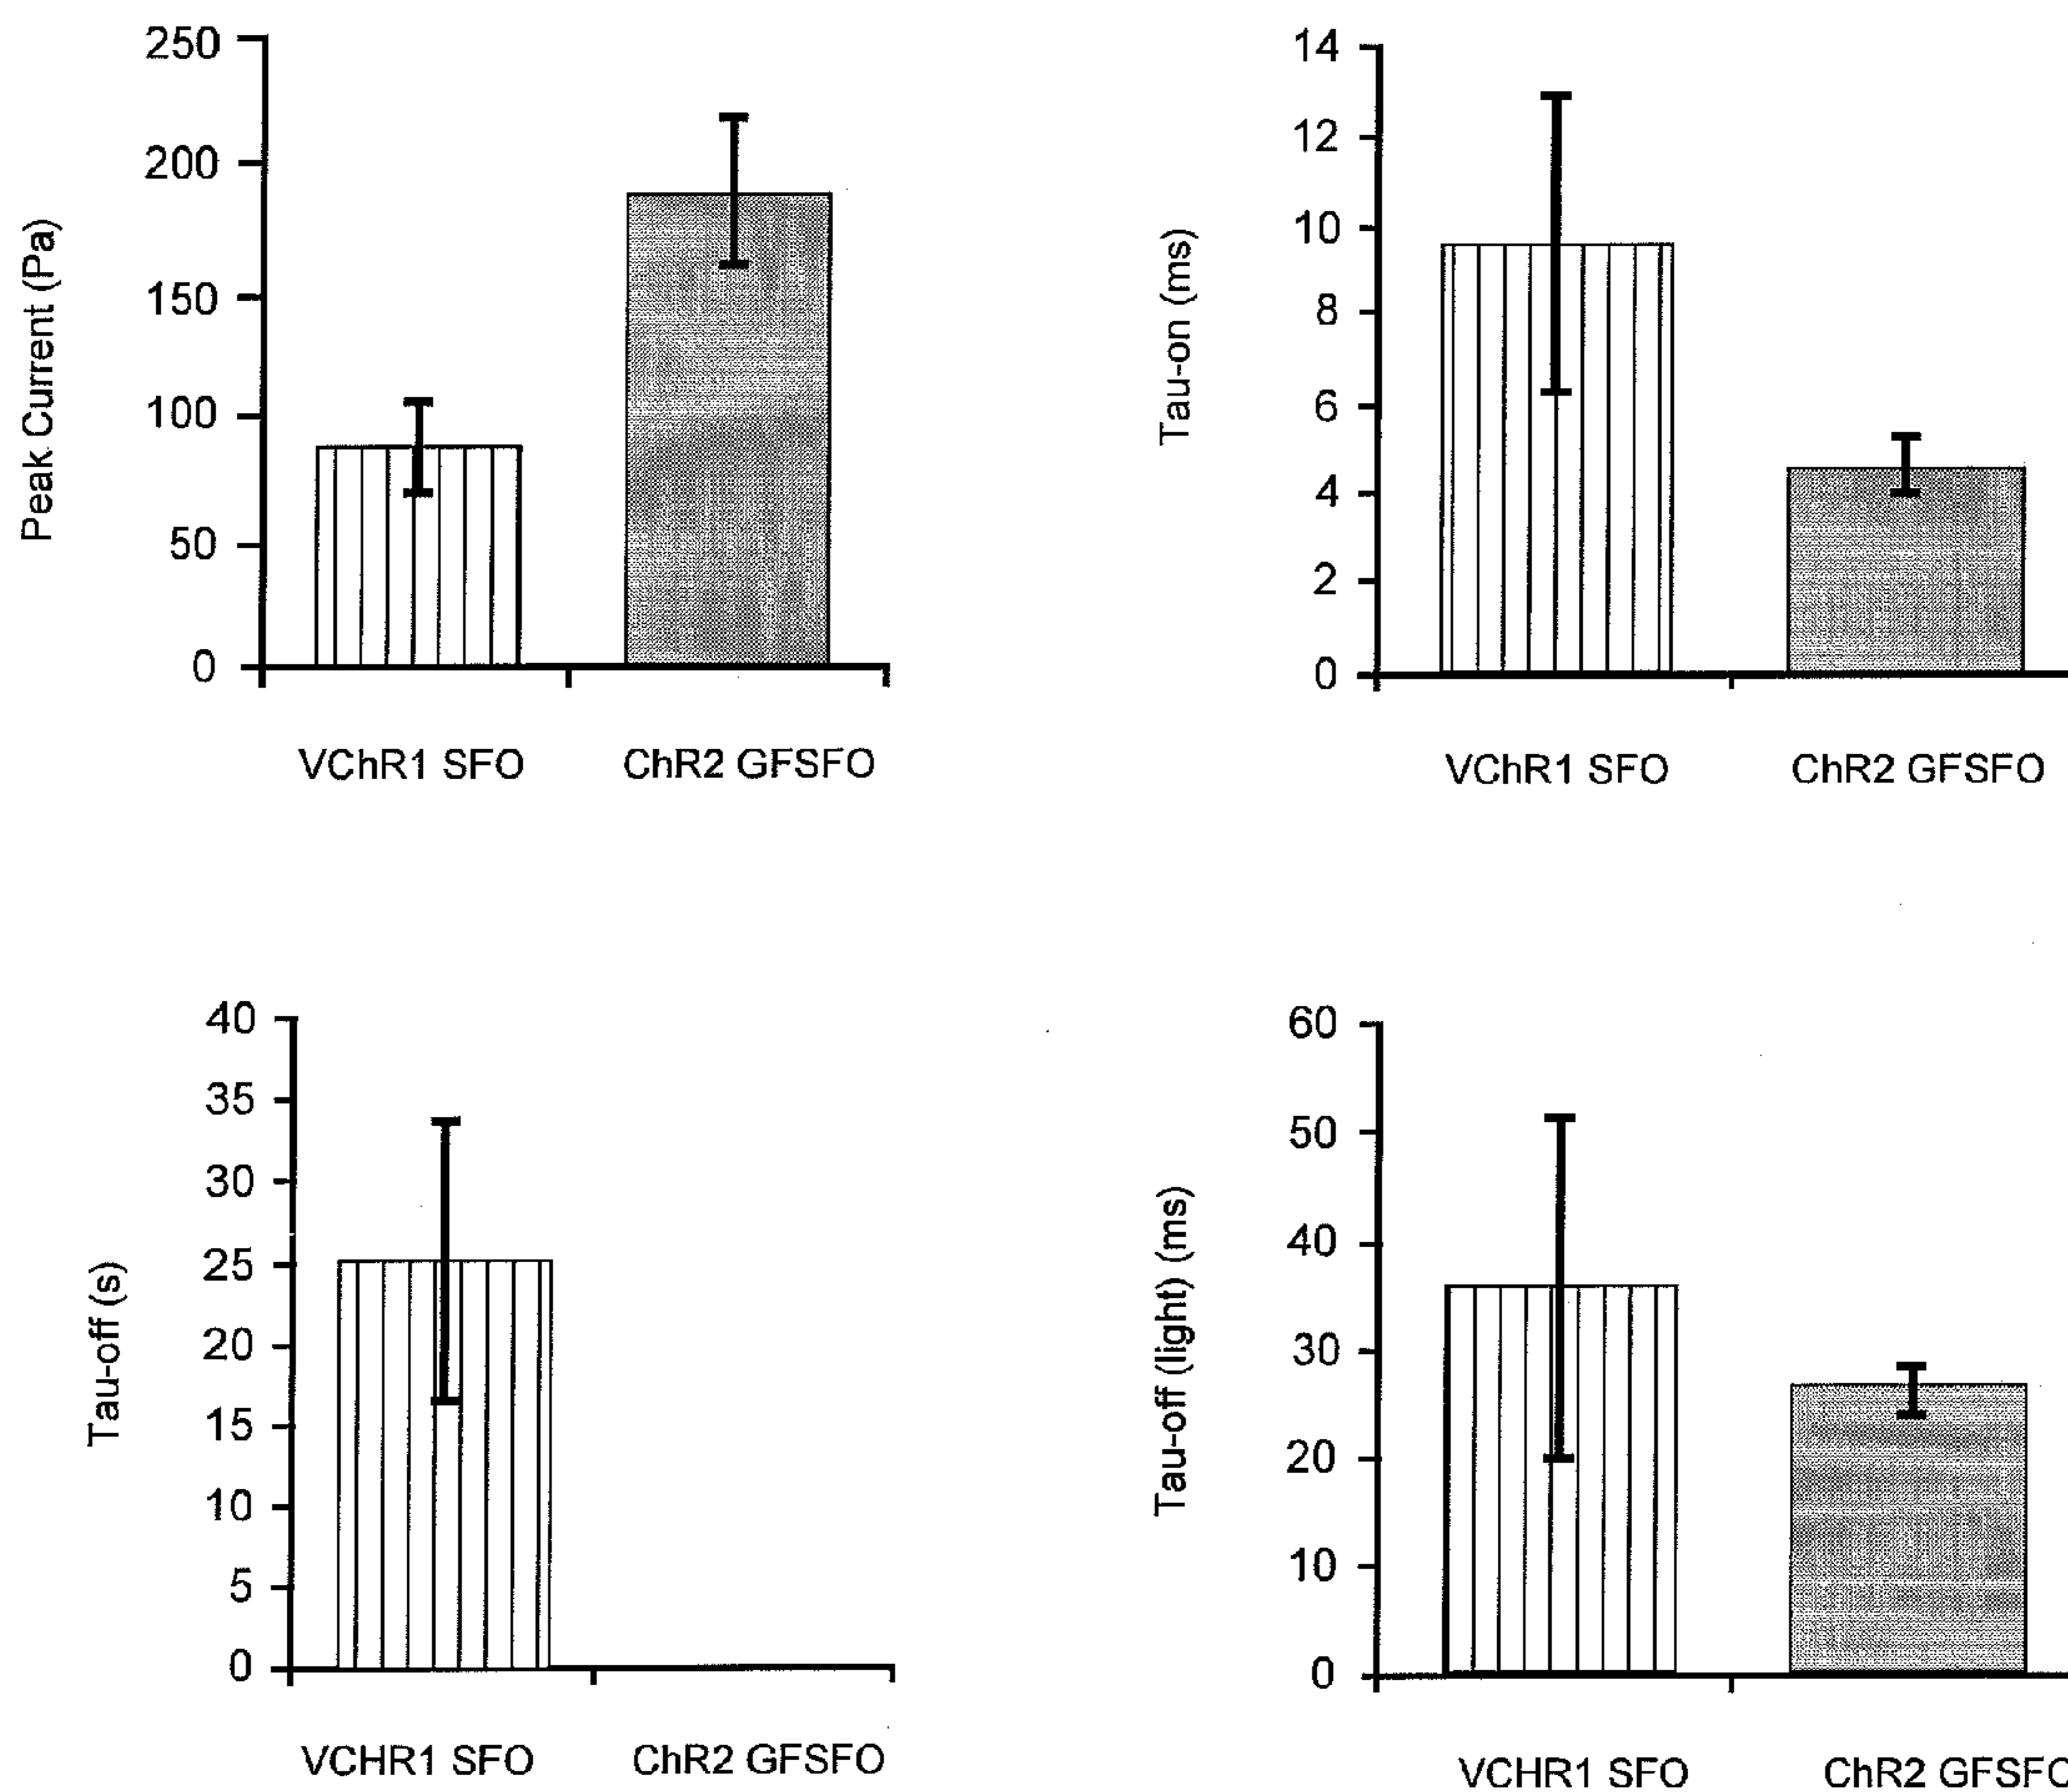 Peak Current (Pa)
250
200
150
100
50
0
VChR1 SFO
ChR2 GFSFO
Tau-on (ms)
14
12
10
8
6
4
2
0
VChR1 SFO
ChR2 GFSFO
Tau-off (s)
40
35
30
25
20
15
10
5
0
VCHR1 SFO
ChR2 GFSFO
Tau-off (light) (ms)
60
50
40
30
20
10
0
VCHR1 SFO
ChR2 GFSFO